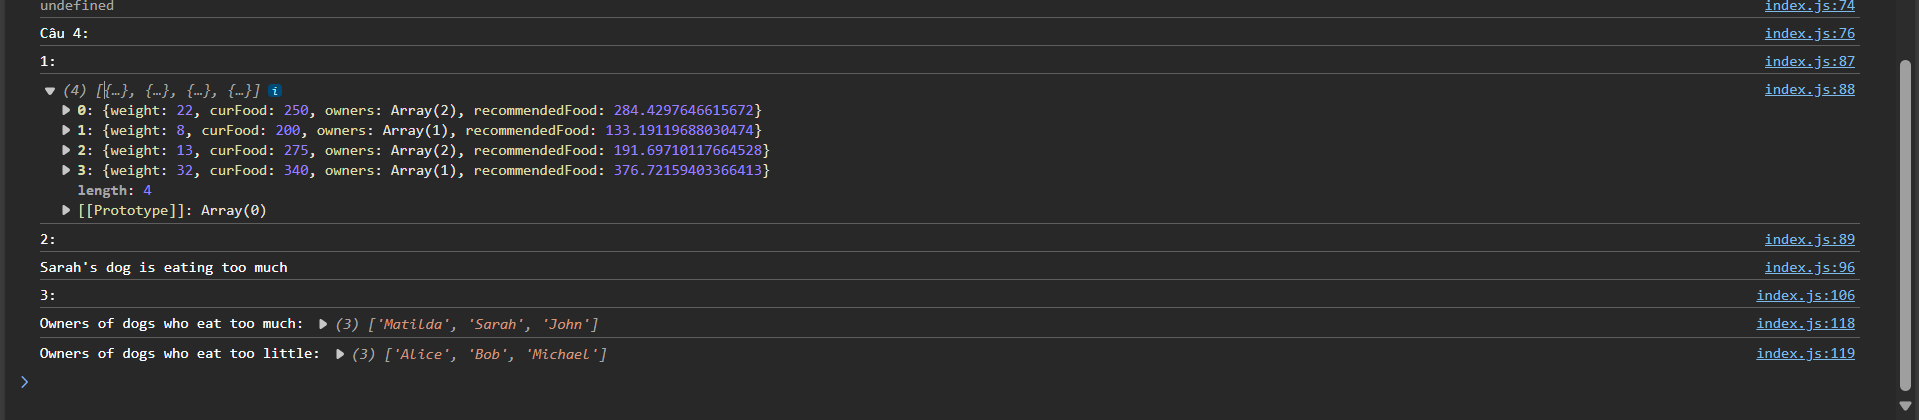 undefined index.js:74
Câu 4: index.js:76
1: index.js:87
(4) [{…}, {…}, {…}, {…}] i index.js:88
0: {weight: 22, curFood: 250, owners: Array(2), recommendedFood: 284.4297646615672}
1: {weight: 8, curFood: 200, owners: Array(1), recommendedFood: 133.19119688030474}
2: {weight: 13, curFood: 275, owners: Array(2), recommendedFood: 191.69710117664528}
3: {weight: 32, curFood: 340, owners: Array(1), recommendedFood: 376.72159403366413}
length: 4
[[Prototype]]: Array(0)
2: index.js:89
Sarah's dog is eating too much index.js:96
3: index.js:106
Owners of dogs who eat too much: (3) ['Matilda', 'Sarah', 'John'] index.js:118
Owners of dogs who eat too little: (3) ['Alice', 'Bob', 'Michael'] index.js:119